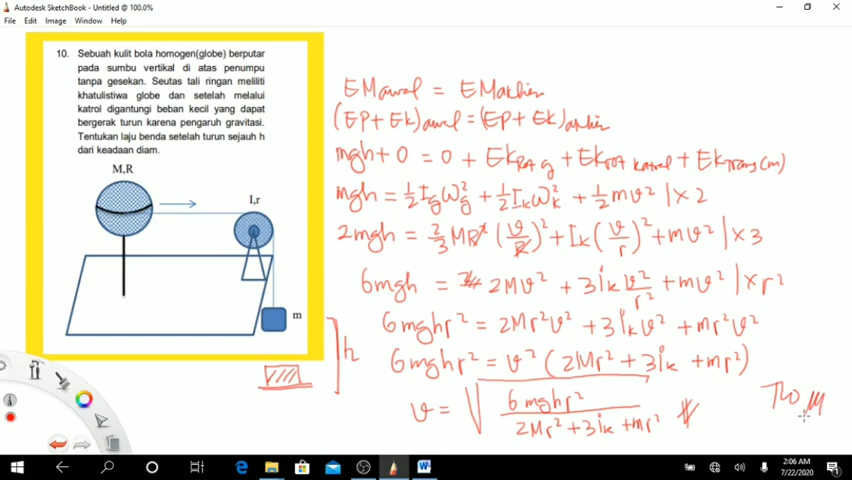 Autodesk SketchBook - Untitled @ 100.0%
File Edit Image Window Help
10. Sebuah kulit bola homogen(globe) berputar
pada sumbu vertikal di atas penumpu
tanpa gesekan. Seutas tali ringan meliliti
khatulistiwa globe dan setelah melalui
katrol digantungi beban kecil yang dapat
bergerak turun karena pengaruh gravitasi.
Tentukan laju benda setelah turun sejauh h
dari keadaan diam.
M,R
I,r
m
h
EMawal = EMakhir
(EP + EK)awal = (EP + EK)akhir
mgh + 0 = 0 + EkRot g + EkRot katrol + EkTrans(m)
mgh = 1/2 Ig ωg² + 1/2 Ik ωk² + 1/2 mv² | × 2
2mgh = 2/3 MR² (v/R)² + Ik (v/r)² + mv² | × 3
6mgh = 2Mv² + 3Ik v²/r² + mv² | × r²
6mghr² = 2Mr²v² + 3Ikv² + mr²v²
6mghr² = v² (2Mr² + 3Ik + mr²)
v = √(6mghr² / 2Mr² + 3Ik + mr²) #
2:06 AM
7/22/2020